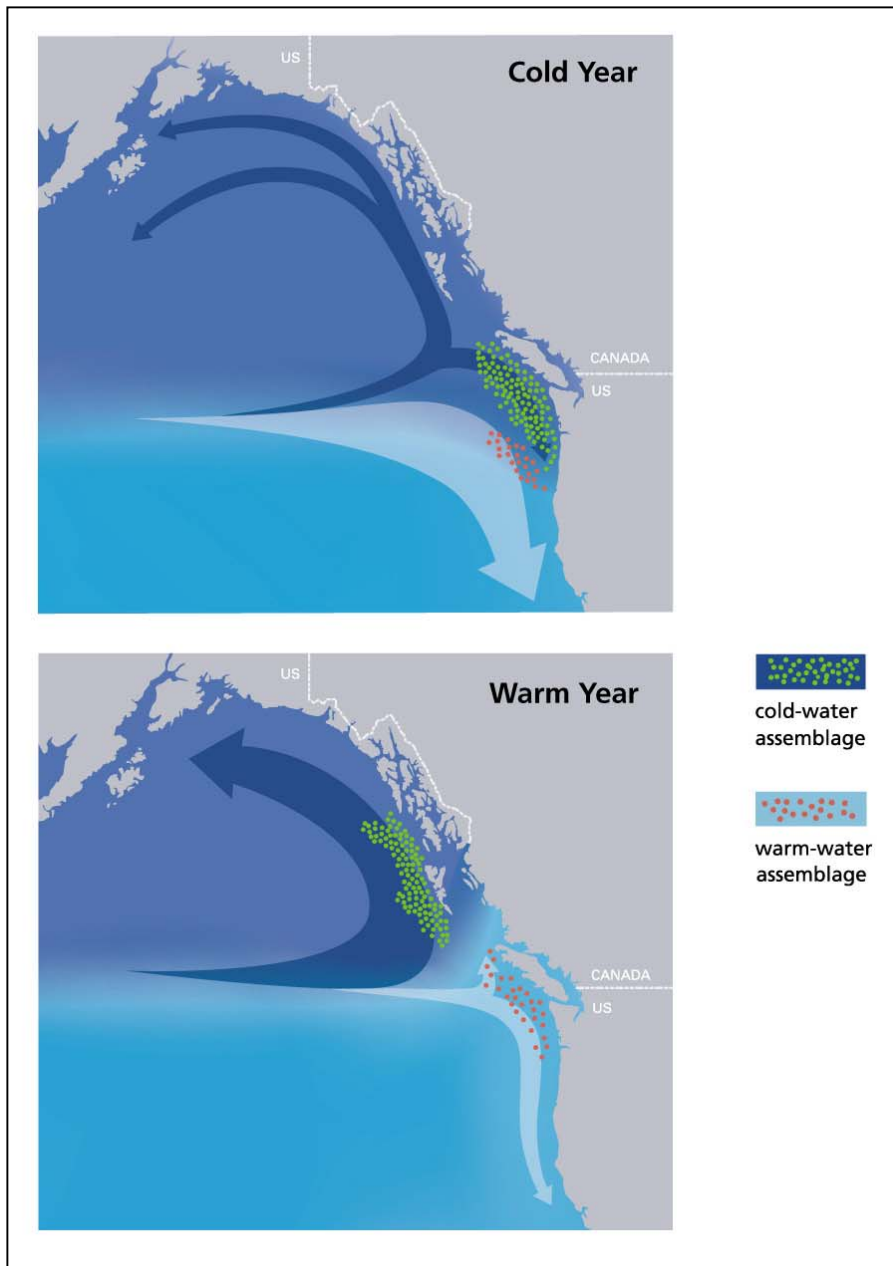 US
Cold Year
CANADA
US
US
Warm Year
CANADA
US
cold-water
assemblage
warm-water
assemblage